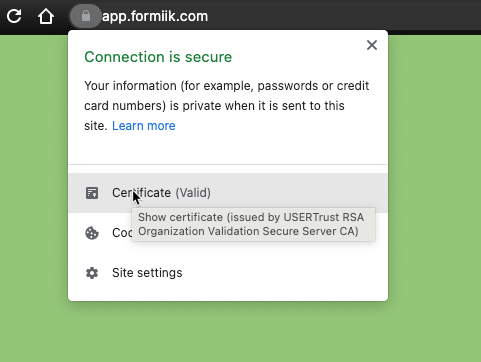 app.formiik.com
Connection is secure
Your information (for example, passwords or credit
card numbers) is private when it is sent to this
site. Learn more
Certificate (Valid)
Show certificate (issued by USERTrust RSA
Organization Validation Secure Server CA)
Site settings